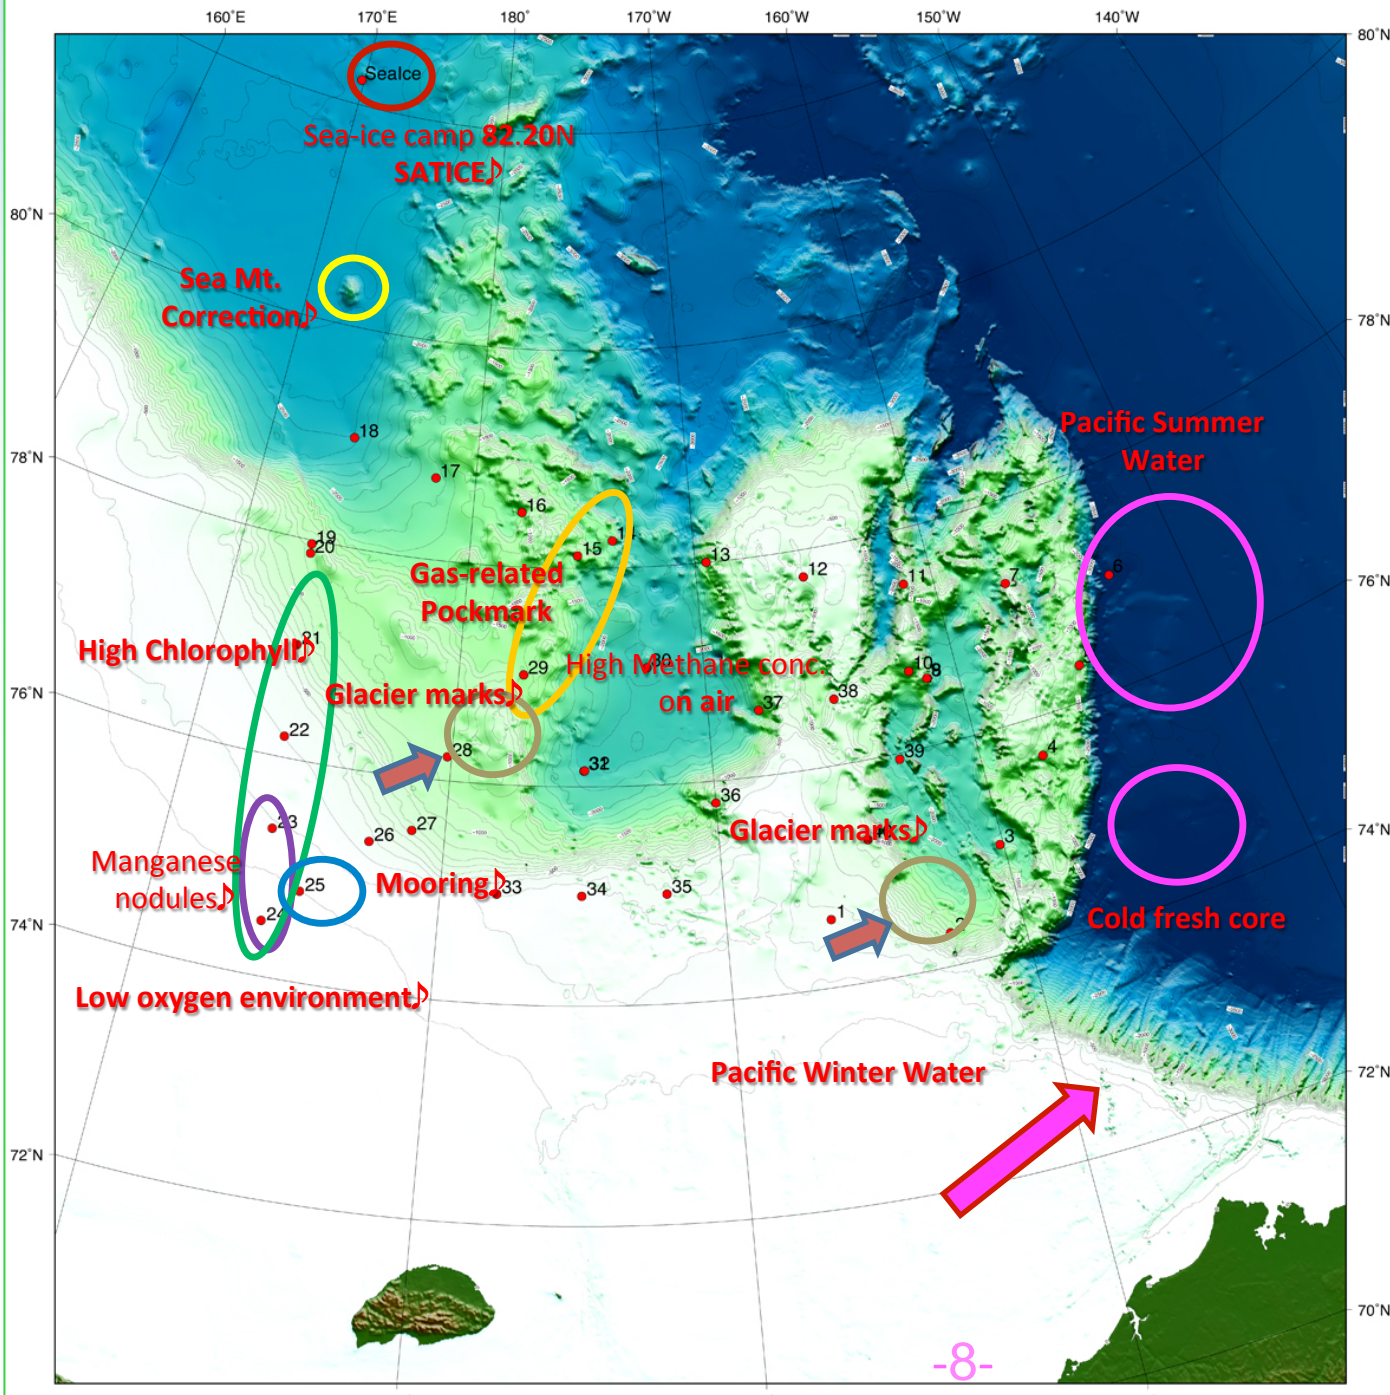 160°E 170°E 180° 170°W 160°W 150°W 140°W
80°N
SeaIce
Sea-ice camp 82.20N
SATICE♪
80°N
Sea Mt.
Correction♪
78°N
Pacific Summer
Water
18
78°N
17
16
19
20
15
13
12
11
7
6
76°N
Gas-related
Pockmark
High Chlorophyll♪
21
29
High Methane conc.
on air
10
8
76°N
Glacier marks♪
37
38
22
28
39
4
32
36
23
26
27
Glacier marks♪
3
74°N
Manganese
nodules♪
25
Mooring♪
33
34
35
24
1
2
74°N
Cold fresh core
Low oxygen environment♪
Pacific Winter Water
72°N
72°N
70°N
-8-